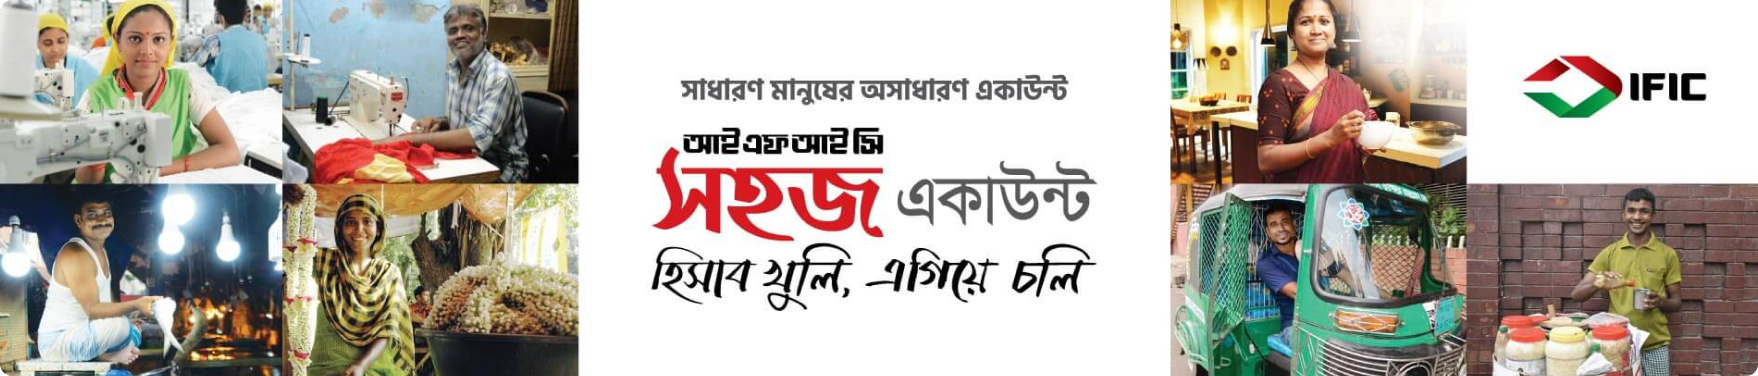 সাধারণ মানুষের অসাধারণ একাউন্ট
আইএফআইসি
সহজ একাউন্ট
হিসাব খুলি, এগিয়ে চলি
IFIC